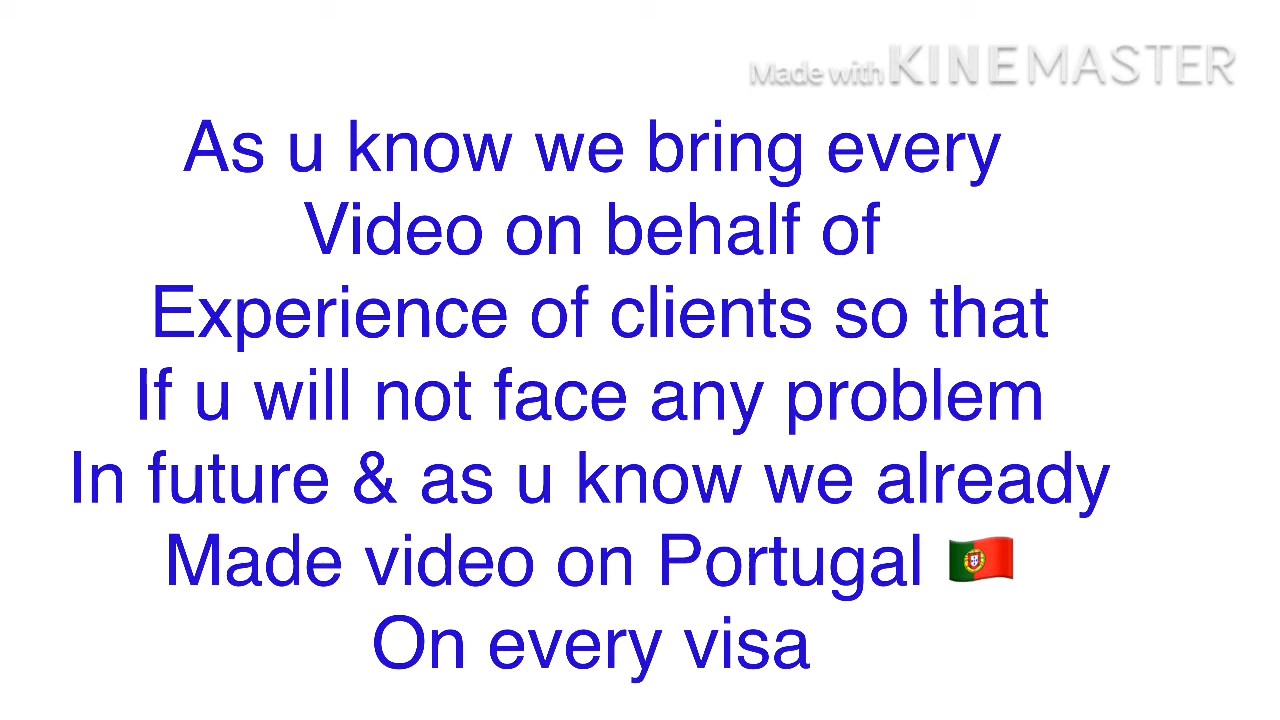 Made with KINEMASTER
As u know we bring every
Video on behalf of
Experience of clients so that
If u will not face any problem
In future & as u know we already
Made video on Portugal 🇵🇹
On every visa